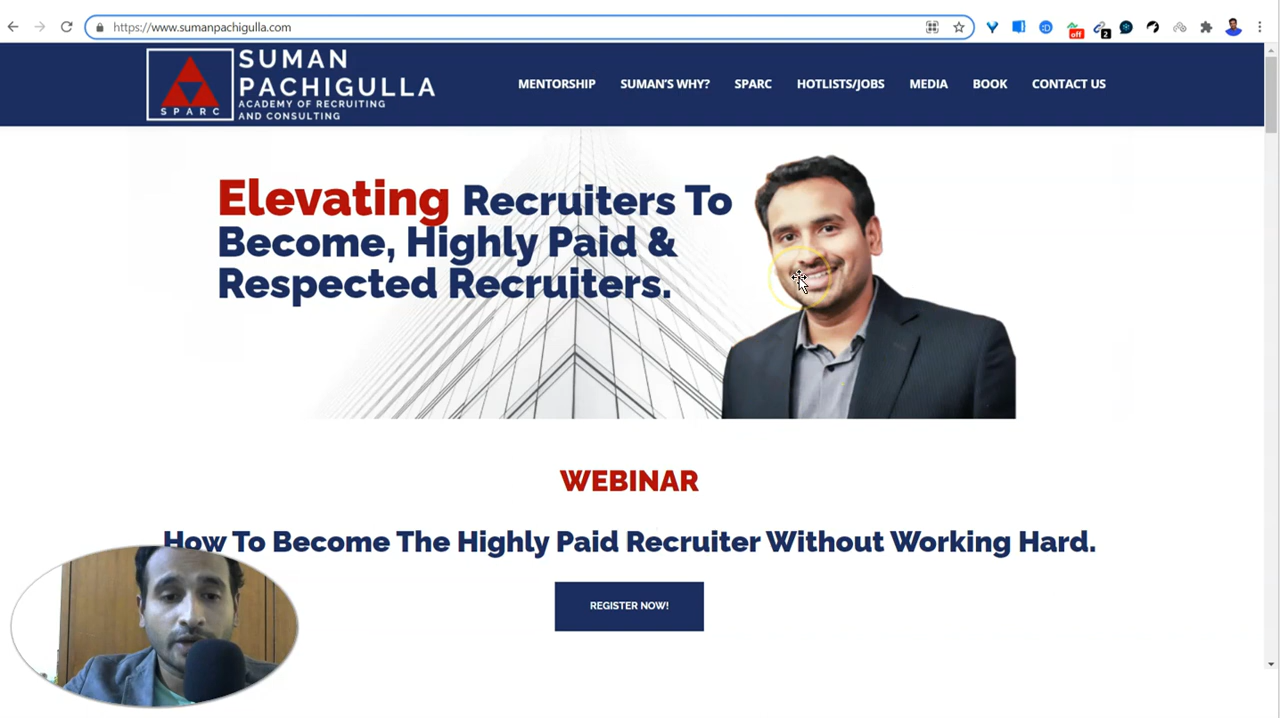 https://www.sumanpachigulla.com
off
2
SUMAN
PACHIGULLA
ACADEMY OF RECRUITING
AND CONSULTING
SPARC
MENTORSHIP SUMAN'S WHY? SPARC HOTLISTS/JOBS MEDIA BOOK CONTACT US
Elevating Recruiters To
Become, Highly Paid &
Respected Recruiters.
WEBINAR
How To Become The Highly Paid Recruiter Without Working Hard.
REGISTER NOW!